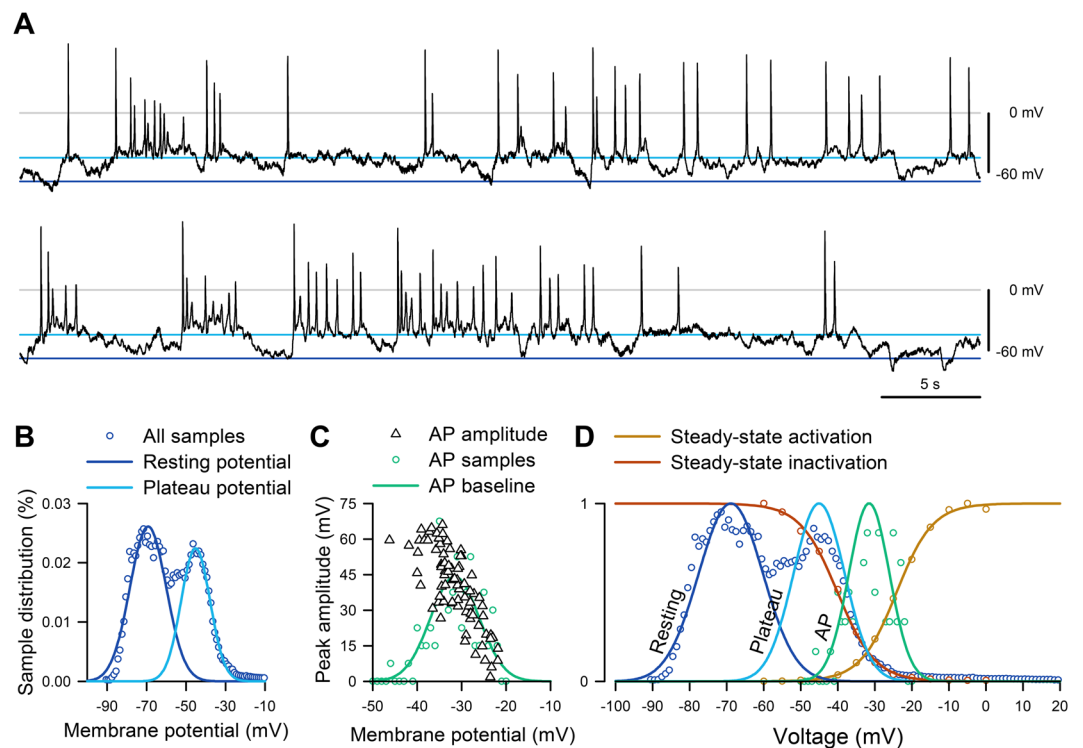 A
0 mV
-60 mV
0 mV
-60 mV
5 s
B
All samples
Resting potential
Plateau potential
Sample distribution (%)
0.03
0.02
0.01
0.00
-90 -70 -50 -30 -10
Membrane potential (mV)
C
AP amplitude
AP samples
AP baseline
Peak amplitude (mV)
75
60
45
30
15
0
-50 -40 -30 -20 -10
Membrane potential (mV)
D
Steady-state activation
Steady-state inactivation
1
0
Resting
Plateau
AP
-100 -90 -80 -70 -60 -50 -40 -30 -20 -10 0 10 20
Voltage (mV)